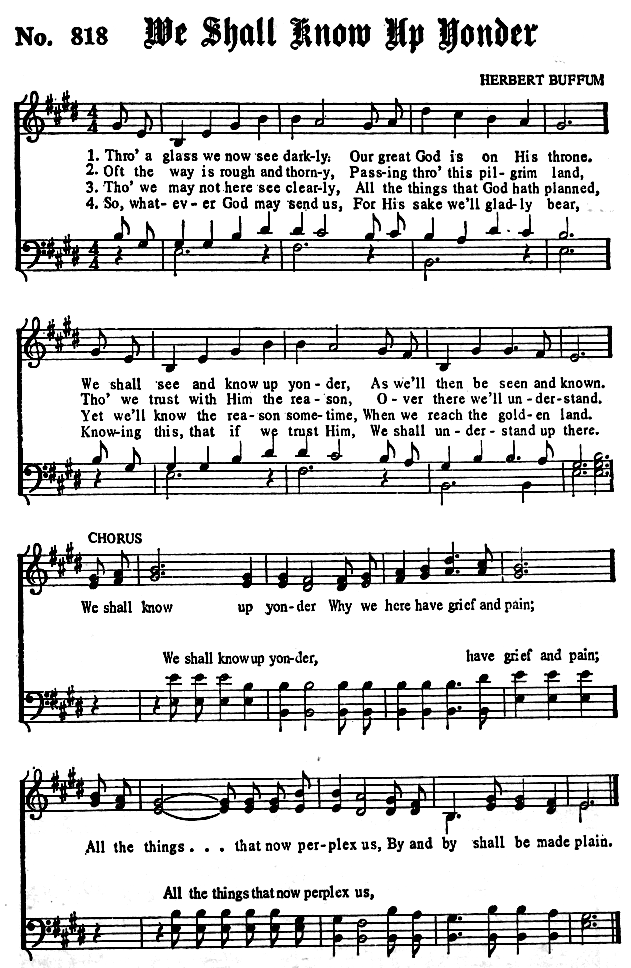 No. 818 We Shall Know Up Yonder
HERBERT BUFFUM
1. Thro' a glass we now see dark-ly: Our great God is on His throne.
2. Oft the way is rough and thorn-y, Pass-ing thro' this pil-grim land,
3. Tho' we may not here see clear-ly, All the things that God hath planned,
4. So, what-ev-er God may send us, For His sake we'll glad-ly bear,
We shall see and know up yon-der, As we'll then be seen and known.
Tho' we trust with Him the rea-son, O-ver there we'll un-der-stand.
Yet we'll know the rea-son some-time, When we reach the gold-en land.
Know-ing this, that if we trust Him, We shall un-der-stand up there.
CHORUS
We shall know up yon-der Why we here have grief and pain;
We shall know up yon-der, have grief and pain;
All the things . . . that now per-plex us, By and by shall be made plain.
All the things that now perplex us,